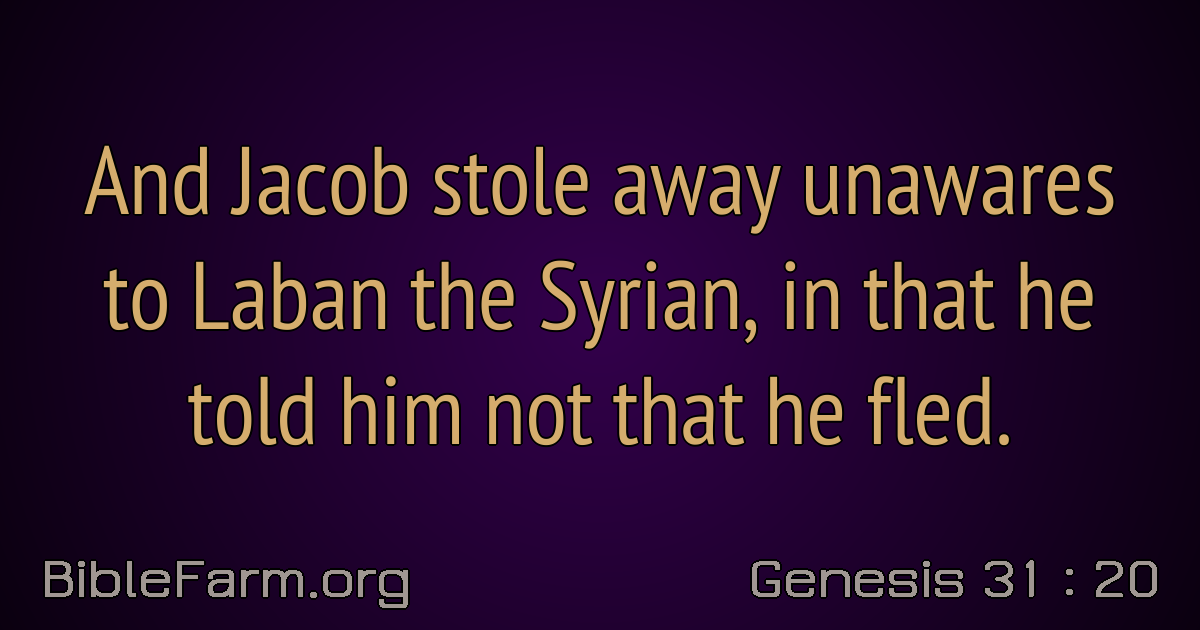 And Jacob stole away unawares
to Laban the Syrian, in that he
told him not that he fled.
BibleFarm.org
Genesis 31 : 20